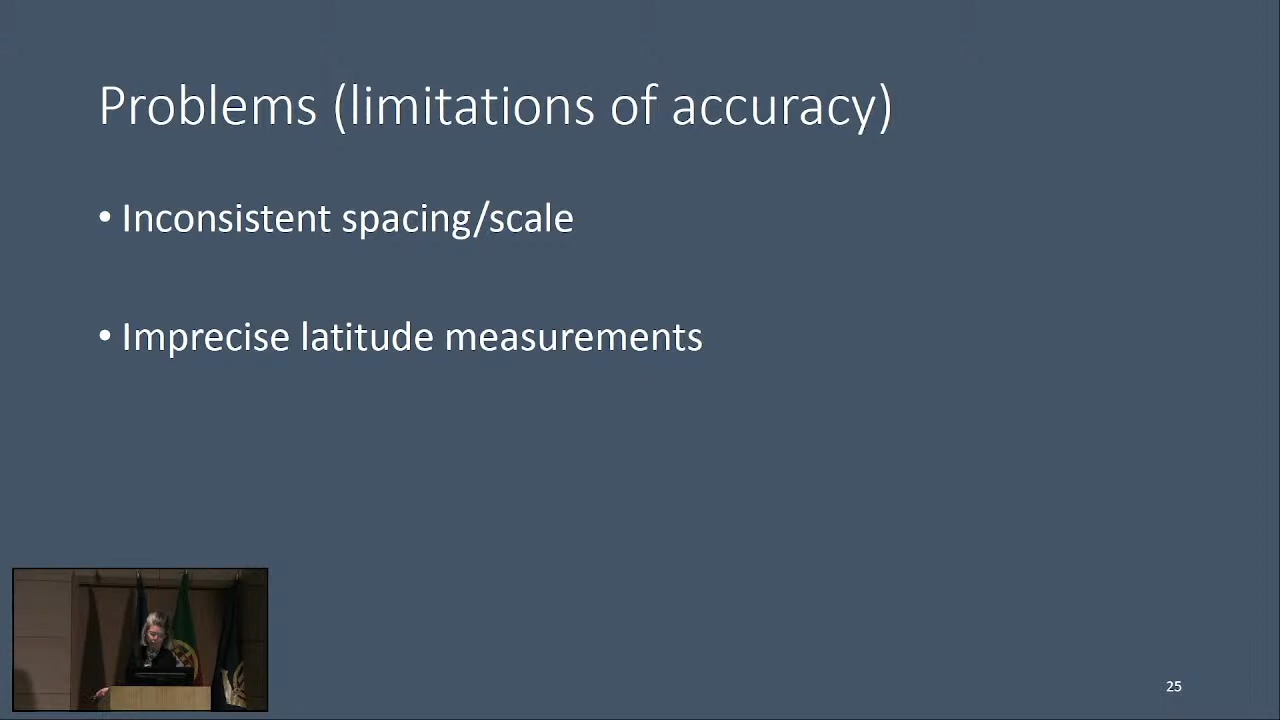 Problems (limitations of accuracy)
• Inconsistent spacing/scale
• Imprecise latitude measurements
25